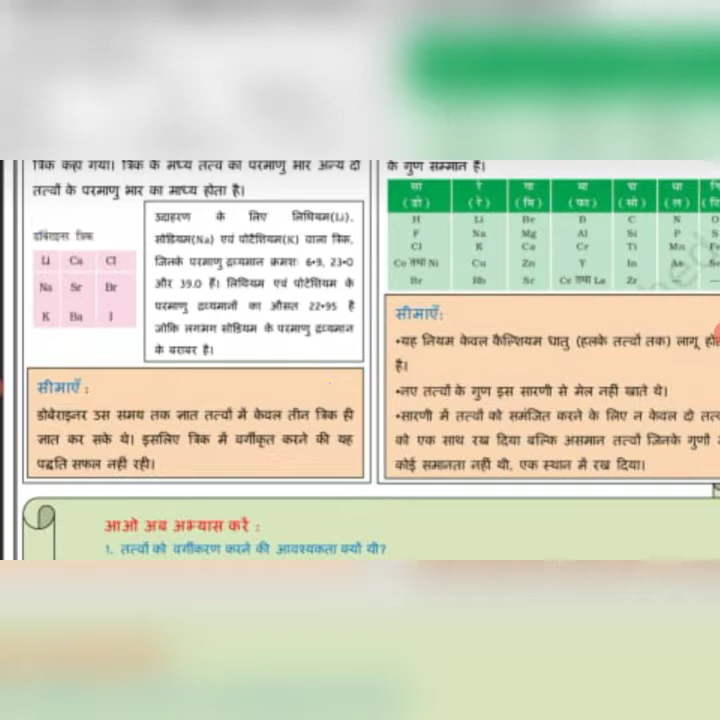 त्रिक कहा गया। त्रिक के मध्य तत्व का परमाणु भार अन्य दो
तत्वों के परमाणु भार का माध्य होता है।
डॉबेराइनर त्रिक
Li Ca Cl
Na Sr Br
K Ba I
उदाहरण के लिए लिथियम(Li),
सोडियम(Na) एवं पोटैशियम(K) वाला त्रिक,
जिनके परमाणु द्रव्यमान क्रमशः 6•9, 23•0
और 39.0 हैं। लिथियम एवं पोटेशियम के
परमाणु द्रव्यमानों का औसत 22•95 है
जोकि लगभग सोडियम के परमाणु द्रव्यमान
के बराबर है।
सीमाएँ :
डोबेराइनर उस समय तक ज्ञात तत्वों में केवल तीन त्रिक ही
ज्ञात कर सके थे। इसलिए त्रिक में वर्गीकृत करने की यह
पद्धति सफल नहीं रही।
के गुण सम्मान हैं।
सा रे गा मा पा धा
(डो) (रे) (मि) (फा) (सो) (ल)
H Li Be B C N O
F Na Mg Al Si P S
Cl K Ca Cr Ti Mn Fe
Co तथा Ni Cu Zn Y In As Se
Br Rb Sr Ce तथा La Zr
सीमाएँ:
•यह नियम केवल कैल्शियम धातु (हलके तत्वों तक) लागू
है।
•नए तत्वों के गुण इस सारणी से मेल नहीं खाते थे।
•सारणी में तत्वों को समंजित करने के लिए न केवल दो
को एक साथ रख दिया बल्कि असमान तत्वों जिनके गुणों
कोई समानता नहीं थी, एक स्थान में रख दिया।
आओ अब अभ्यास करें :
1. तत्वों को वर्गीकरण करने की आवश्यकता क्यों थी?